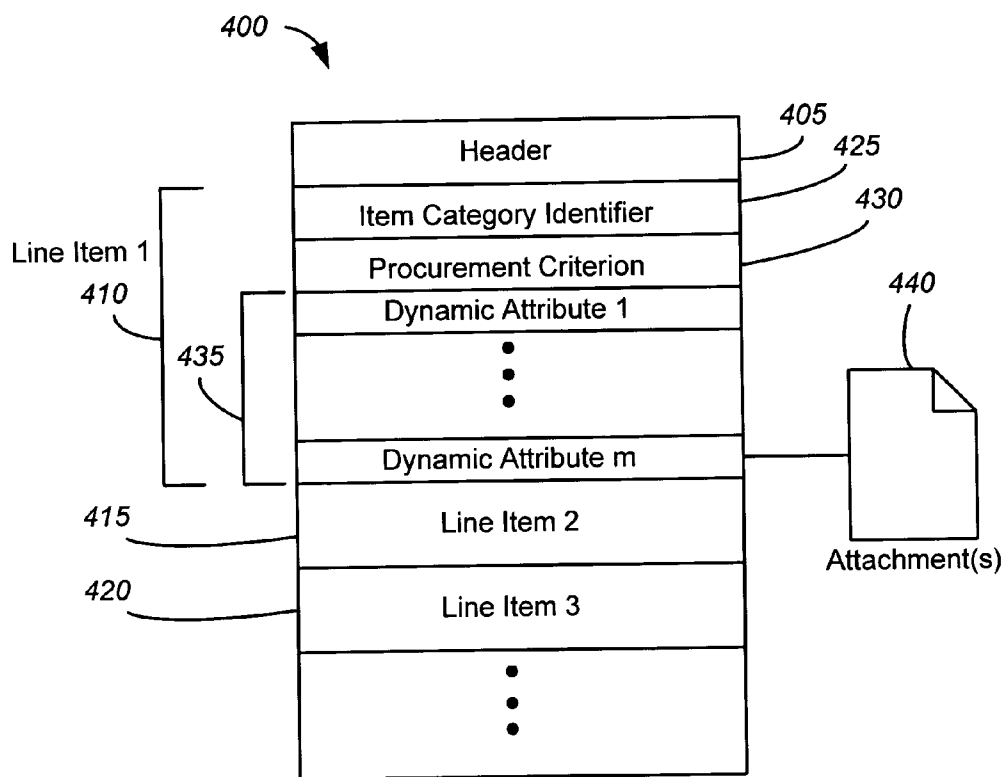 400
405
Header
425
Item Category Identifier
430
Line Item 1
Procurement Criterion
410
Dynamic Attribute 1
440
435
Dynamic Attribute m
415
Line Item 2
Attachment(s)
420
Line Item 3